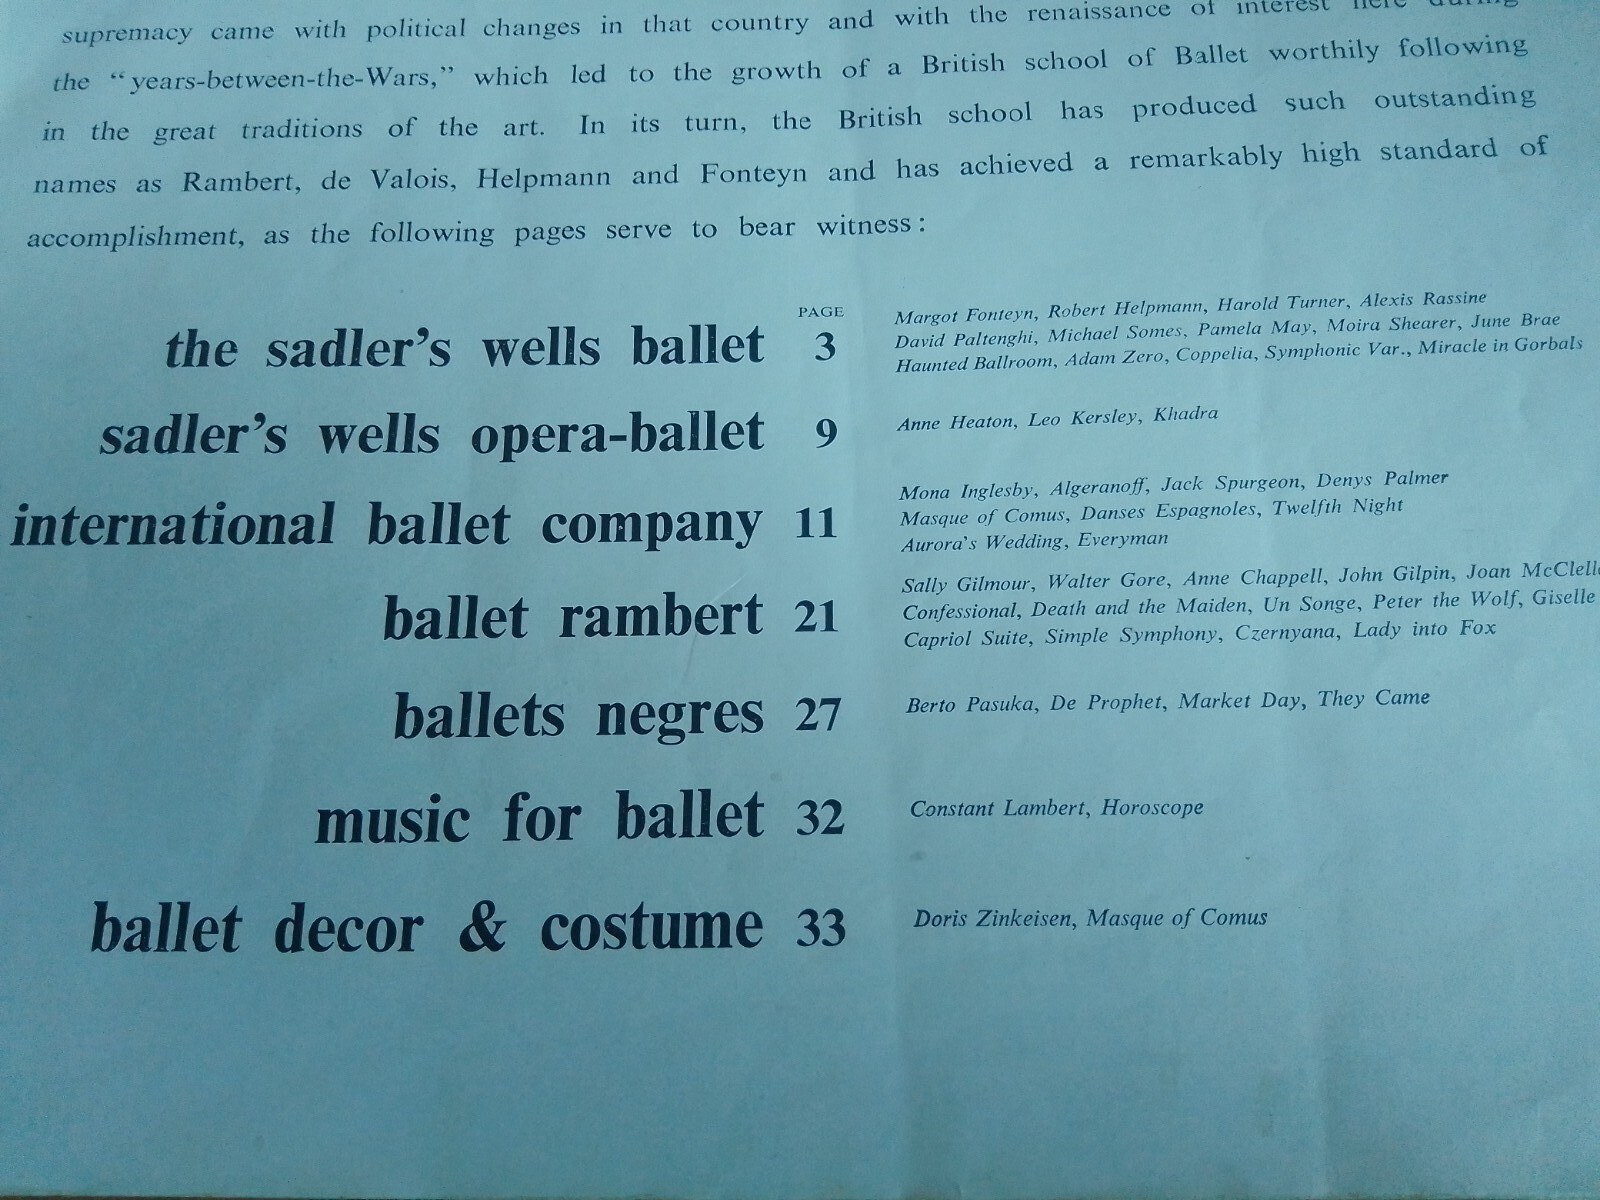 supremacy came with political changes in that country and with the renaissance of interest here during
the "years-between-the-Wars," which led to the growth of a British school of Ballet worthily following
in the great traditions of the art. In its turn, the British school has produced such outstanding
names as Rambert, de Valois, Helpmann and Fonteyn and has achieved a remarkably high standard of
accomplishment, as the following pages serve to bear witness:
PAGE
the sadler's wells ballet 3
Margot Fonteyn, Robert Helpmann, Harold Turner, Alexis Rassine
David Paltenghi, Michael Somes, Pamela May, Moira Shearer, June Brae
Haunted Ballroom, Adam Zero, Coppelia, Symphonic Var., Miracle in Gorbals
sadler's wells opera-ballet 9
Anne Heaton, Leo Kersley, Khadra
international ballet company 11
Mona Inglesby, Algeranoff, Jack Spurgeon, Denys Palmer
Masque of Comus, Danses Espagnoles, Twelfth Night
Aurora's Wedding, Everyman
ballet rambert 21
Sally Gilmour, Walter Gore, Anne Chappell, John Gilpin, Joan
Confessional, Death and the Maiden, Un Songe, Peter the Wolf, Giselle
Capriol Suite, Simple Symphony, Czernyana, Lady into Fox
ballets negres 27
Berto Pasuka, De Prophet, Market Day, They Came
music for ballet 32
Constant Lambert, Horoscope
ballet decor & costume 33
Doris Zinkeisen, Masque of Comus